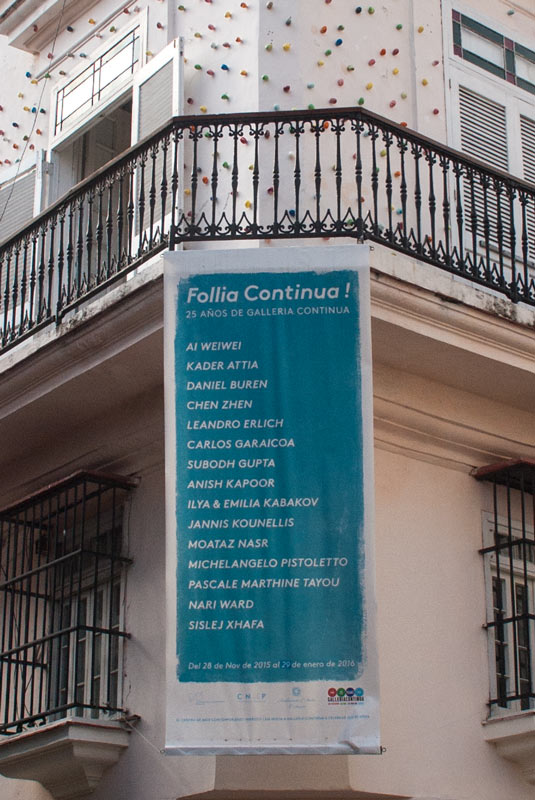 Follia Continua !
25 AÑOS DE GALLERIA CONTINUA
AI WEIWEI
KADER ATTIA
DANIEL BUREN
CHEN ZHEN
LEANDRO ERLICH
CARLOS GARAICOA
SUBODH GUPTA
ANISH KAPOOR
ILYA & EMILIA KABAKOV
JANNIS KOUNELLIS
MOATAZ NASR
MICHELANGELO PISTOLETTO
PASCALE MARTHINE TAYOU
NARI WARD
SISLEJ XHAFA
Del 28 de Nov de 2015 al 29 de enero de 2016
GALLERIACONTINUA